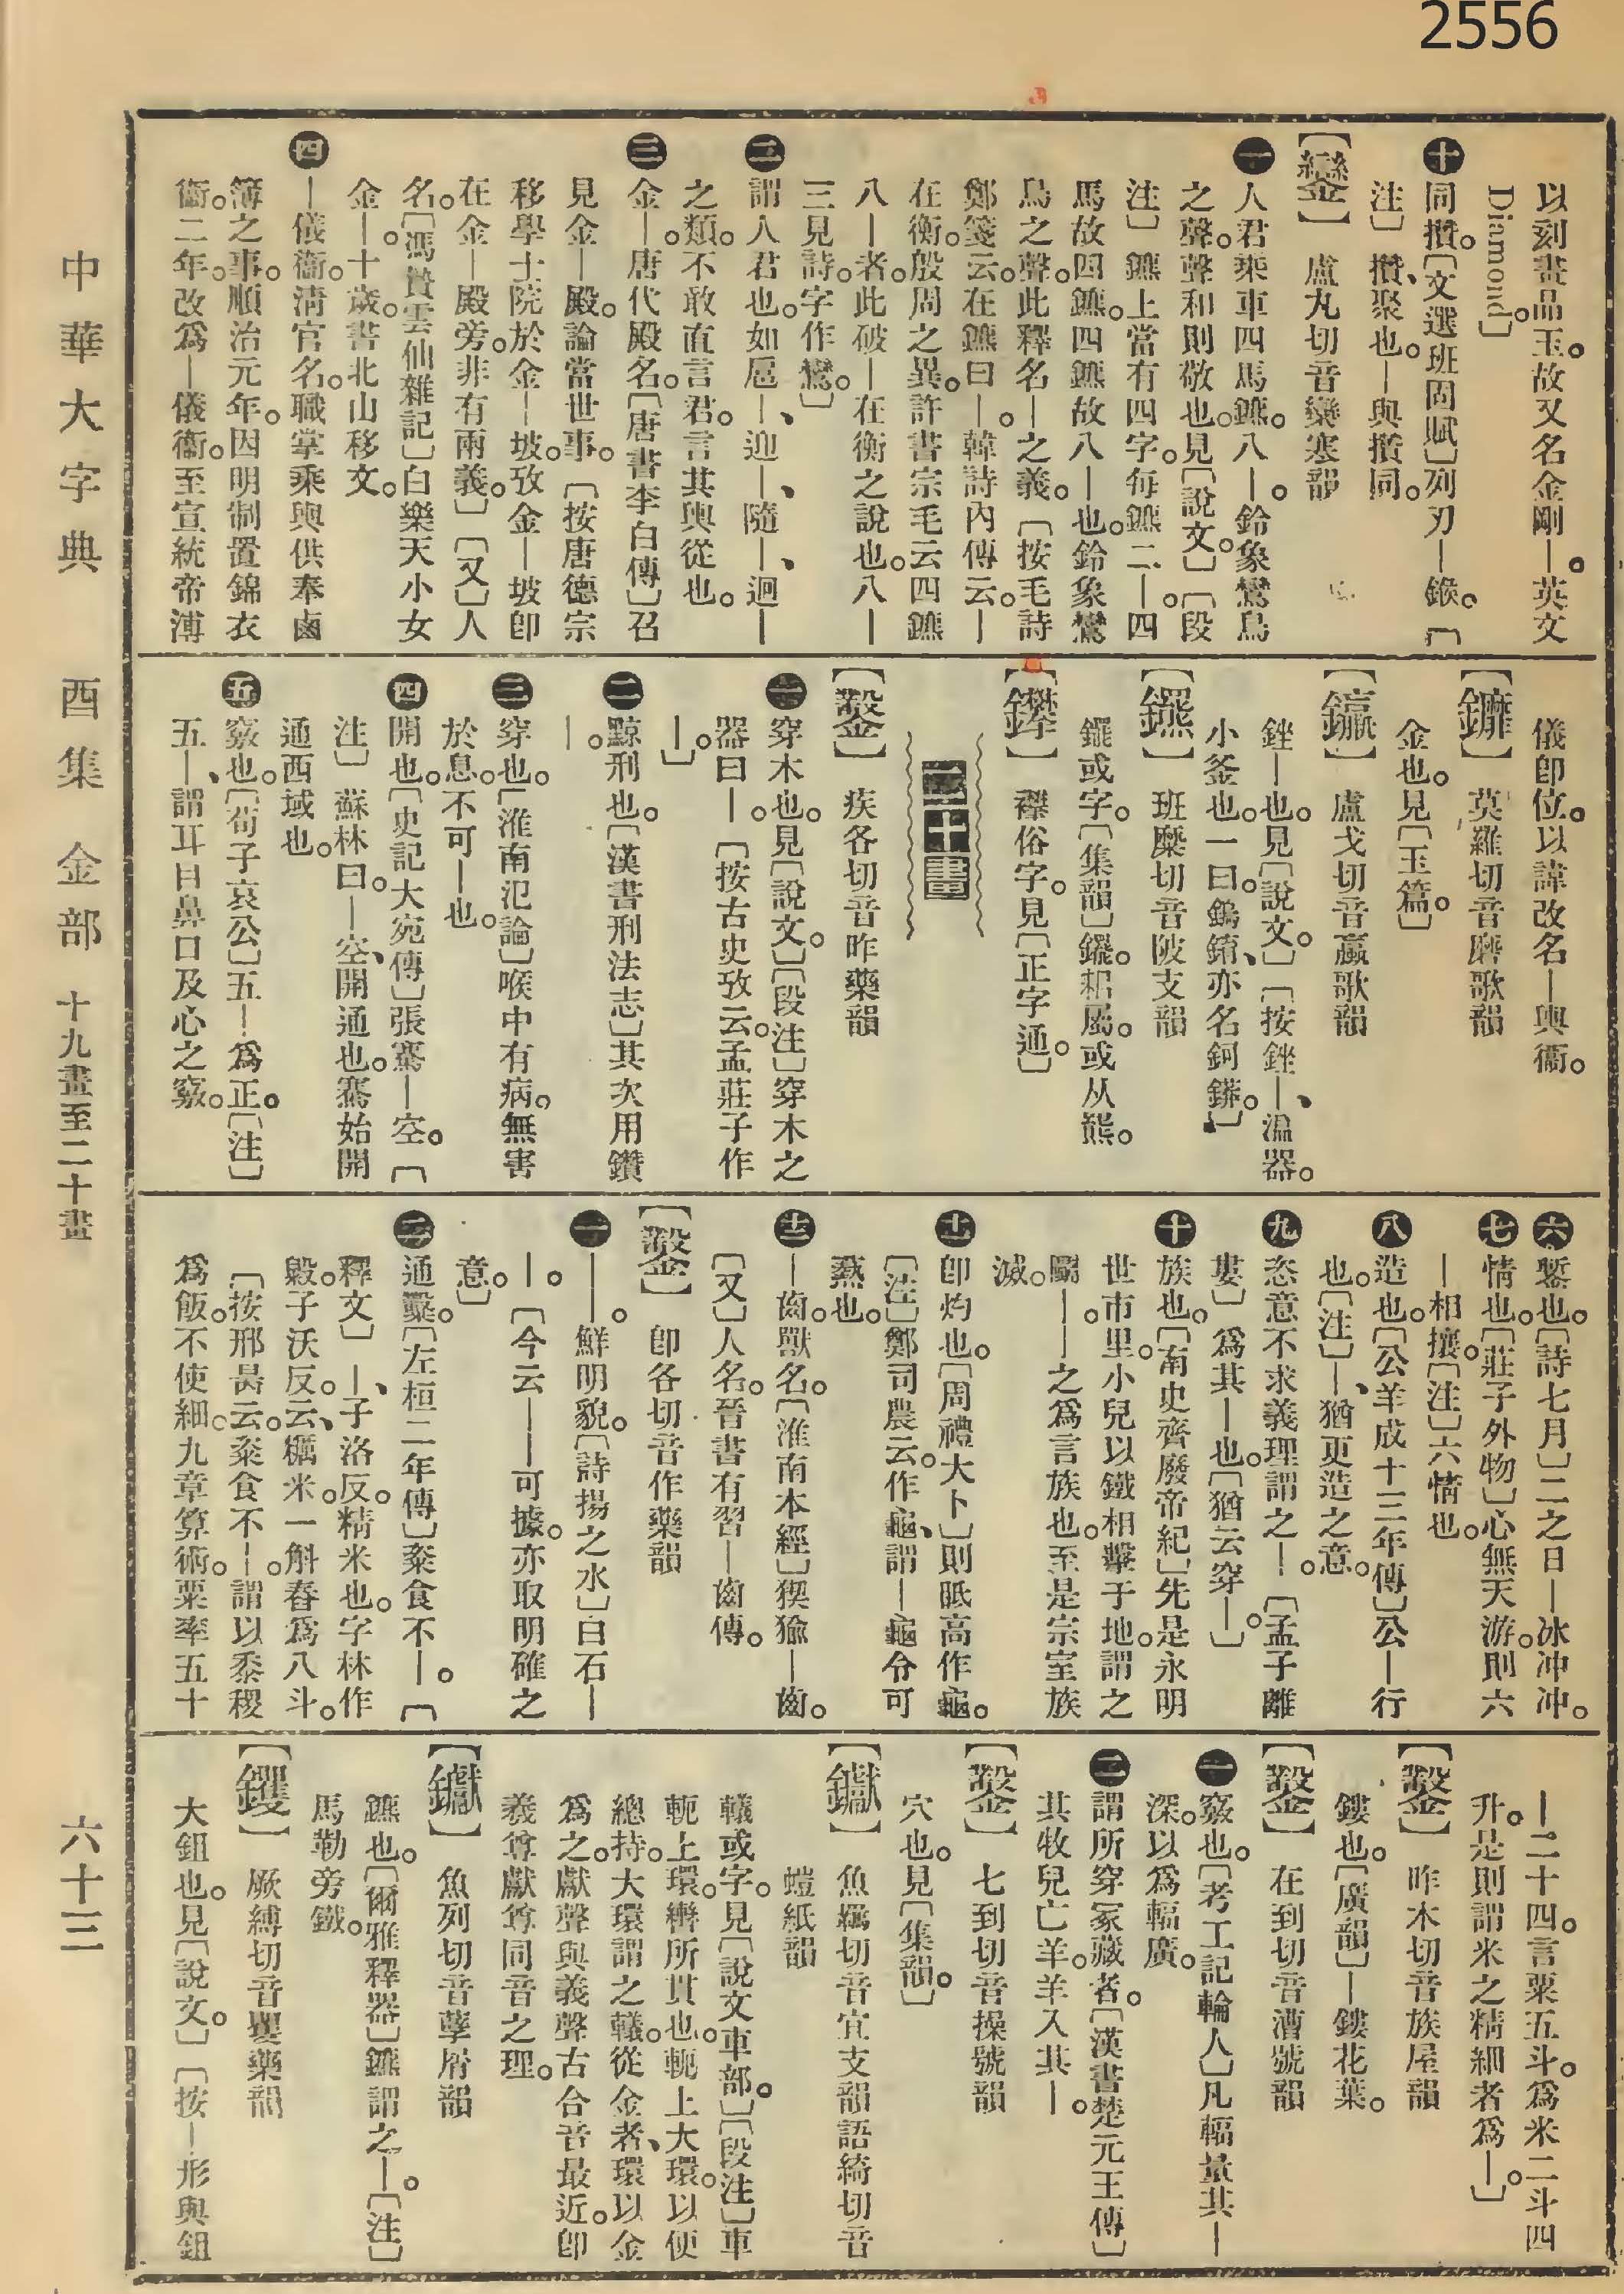 2556
以刻畫品玉。故又名金剛—。英文
Diamond〕
十 同攢。〔文選班固賦〕列刃—鍭。〔
注〕攢、聚也。—與攢同。
【鑾】盧丸切音欒寒韻
一 人君乘車四馬鑣。八—。鈴象鸞鳥
之聲。聲和則敬也。見〔說文。〕〔段
注〕鑣上當有四字。每鑣二—。四
馬故四鑣。四鑣故八—也。鈴象鸞
鳥之聲。此釋名—之義。〔按毛詩
鄭箋云。在鑣曰—。韓詩內傳云。—
在衡。殷周之異。許書宗毛云四鑣
八—者。此破—在衡之說也。八—
三見詩。字作鸞。〕
二 謂人君也。如扈—、迎—、隨—、迴—
之類。不敢直言君。言其輿從也。
三 金—。唐代殿名。〔唐書李白傳〕召
見金—殿。論當世事。〔按唐德宗
移學士院於金—坡。攷金—坡卽
在金—殿旁。非有兩義。〕〔又〕人
名。〔馮贄雲仙雜記〕白樂天小女
金—。十歲。書北山移文。
四 —儀衞。淸官名。職掌乘輿供奉鹵
簿之事。順治元年。因明制置錦衣
衞。二年。改爲—儀衞。至宣統帝溥
儀卽位。以諱改名—輿衞。
【䥸】莫羅切音磨歌韻
金也。見〔玉篇。〕
【鑼】盧戈切音蠃歌韻
銼—也。見〔說文。〕〔按銼—、溫器。
小釜也。一曰。鎢錥、亦名鈳鏻。〕
【䥯】班糜切音陂支韻
鑼或字。〔集韻〕鑼。耜屬。或从熊。
【鑻】襷俗字。見〔正字通。〕
二十畫
【鑿】疾各切音昨藥韻
一 穿木也。見〔說文。〕〔段注〕穿木之
器曰—。〔按古史攷云。孟莊子作
—。〕
二 黥刑也。〔漢書刑法志〕其次用鑽
—。
三 穿也。〔淮南氾論〕喉中有病。無害
於息。不可—也。
四 開也。〔史記大宛傳〕張騫—空。〔
注〕蘇林曰。—空、開通也。騫始開
通西域也。
五 竅也。〔荀子哀公〕五—爲正。〔注〕
五—、謂耳目鼻口及心之竅。
六 鏨也。〔詩七月〕二之日—冰沖沖。
七 情也。〔莊子外物〕心無天游。則六
—相攘。〔注〕六情也。
八 造也。〔公羊成十三年傳〕公—行
也。〔注〕—、猶更造之意。
九 恣意不求義理謂之—。〔孟子離
婁〕爲其—也。〔猶云穿—。〕
十 族也。〔南史齊廢帝紀〕先是永明
世市里。小兒以鐵相擊于地。謂之
鬭—。—之爲言族也。至是宗室族
滅。
十一 卽灼也。〔周禮大卜〕則眡高作龜。
〔注〕鄭司農云。作龜、謂—龜令可
爇也。
十二 —齒。獸名。〔淮南本經〕猰貐—齒。
〔又〕人名。晉書有習—齒傳。
【鑿】卽各切音作藥韻
一 ——。鮮明貌。〔詩揚之水〕白石—
—。〔今云——可據。亦取明確之
意。〕
二 通糳。〔左桓二年傳〕粢食不—。〔
釋文〕—、子洛反。精米也。字林作
毇。子沃反。云、糲米。一斛舂爲八斗。
〔按邢昺云。粢食不—。謂以黍稷
爲飯。不使細。九章算術。粟率五十
—二十四。言粟五斗。爲米二斗四
升。是則謂米之精細者爲—。〕
【鑿】昨木切音族屋韻
鏤也。〔廣韻〕—鏤花葉。
【鑿】在到切音漕號韻
一 竅也。〔考工記輪人〕凡輻量其—
深。以爲輻廣。
二 謂所穿冢藏者。〔漢書楚元王傳〕
其牧兒亡羊。羊入其—。
【鑿】七到切音操號韻
穴也。見〔集韻。〕
【钀】魚羈切音宜支韻語綺切音
螘紙韻
轙或字。見〔說文車部。〕〔段注〕車
軛上環。轡所貫也。軛上大環。以便
總持。大環謂之轙。從金者、環以金
爲之。獻聲與義聲古合音最近。卽
羲尊獻尊同音之理。
【钀】魚列切音孽屑韻
鑣也。〔爾雅釋器〕鑣謂之—。〔注〕
馬勒旁鐵。
【钁】厥縛切音矍藥韻
大鉏也。見〔說文。〕〔按—形與鉏
中華大字典 酉集 金部 十九畫至二十畫 六十三